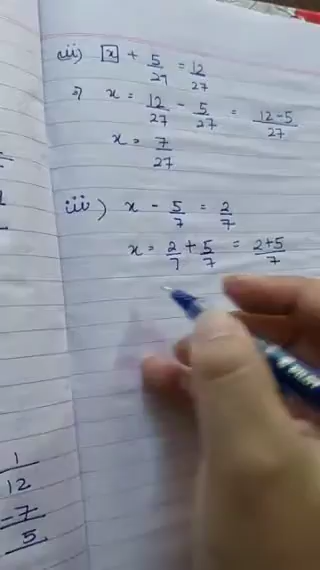 ii) x + 5/27 = 12/27
⇒ x = 12/27 - 5/27 = 12-5/27
x = 7/27
iii) x - 5/7 = 2/7
x = 2/7 + 5/7 = 2+5/7
1
12
-7
5